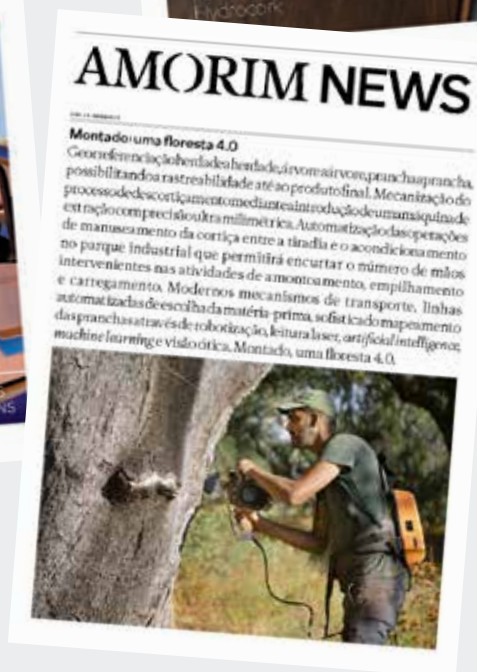 Hydrocork
AMORIM NEWS
Montado: uma floresta 4.0
Georreferenciação herdade a herdade, árvore a árvore, prancha a prancha,
possibilitando a rastreabilidade até ao produto final. Mecanização do
processo de descortiçamento mediante a introdução de uma máquina de
extração com precisão ultra milimétrica. Automatização das operações
de manuseamento da cortiça entre a tiradia e o acondicionamento
no parque industrial que permitirá encurtar o número de mãos
intervenientes nas atividades de amontoamento, empilhamento
e carregamento. Modernos mecanismos de transporte, linhas
automatizadas de escolha da matéria-prima, sofisticado mapeamento
das pranchas através de robotização, leitura laser, artificial intelligence,
machine learning e visão ótica. Montado, uma floresta 4.0.
NS